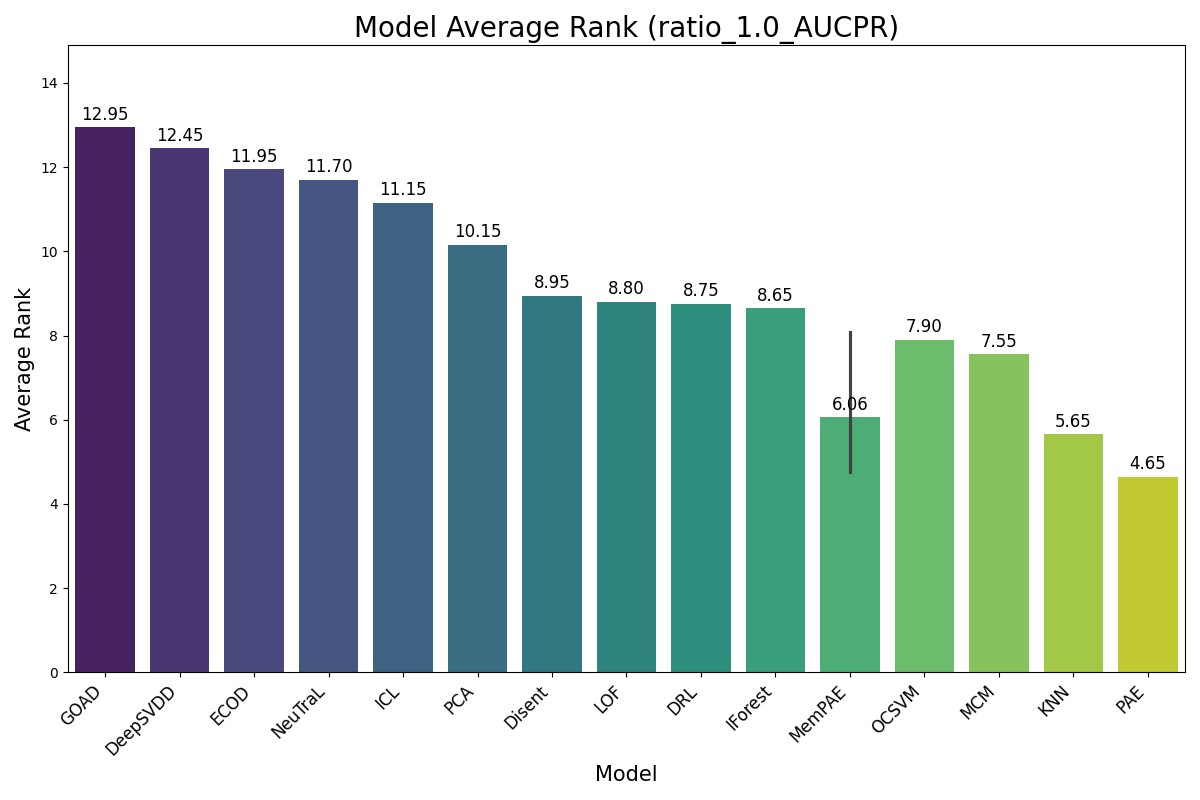 Model Average Rank (ratio_1.0_AUCPR)
Average Rank
14
12
10
8
6
4
2
0
12.95
12.45
11.95
11.70
11.15
10.15
8.95
8.80
8.75
8.65
6.06
7.90
7.55
5.65
4.65
GOAD
DeepSVDD
ECOD
NeuTraL
ICL
PCA
Disent
LOF
DRL
IForest
MemPAE
OCSVM
MCM
KNN
PAE
Model